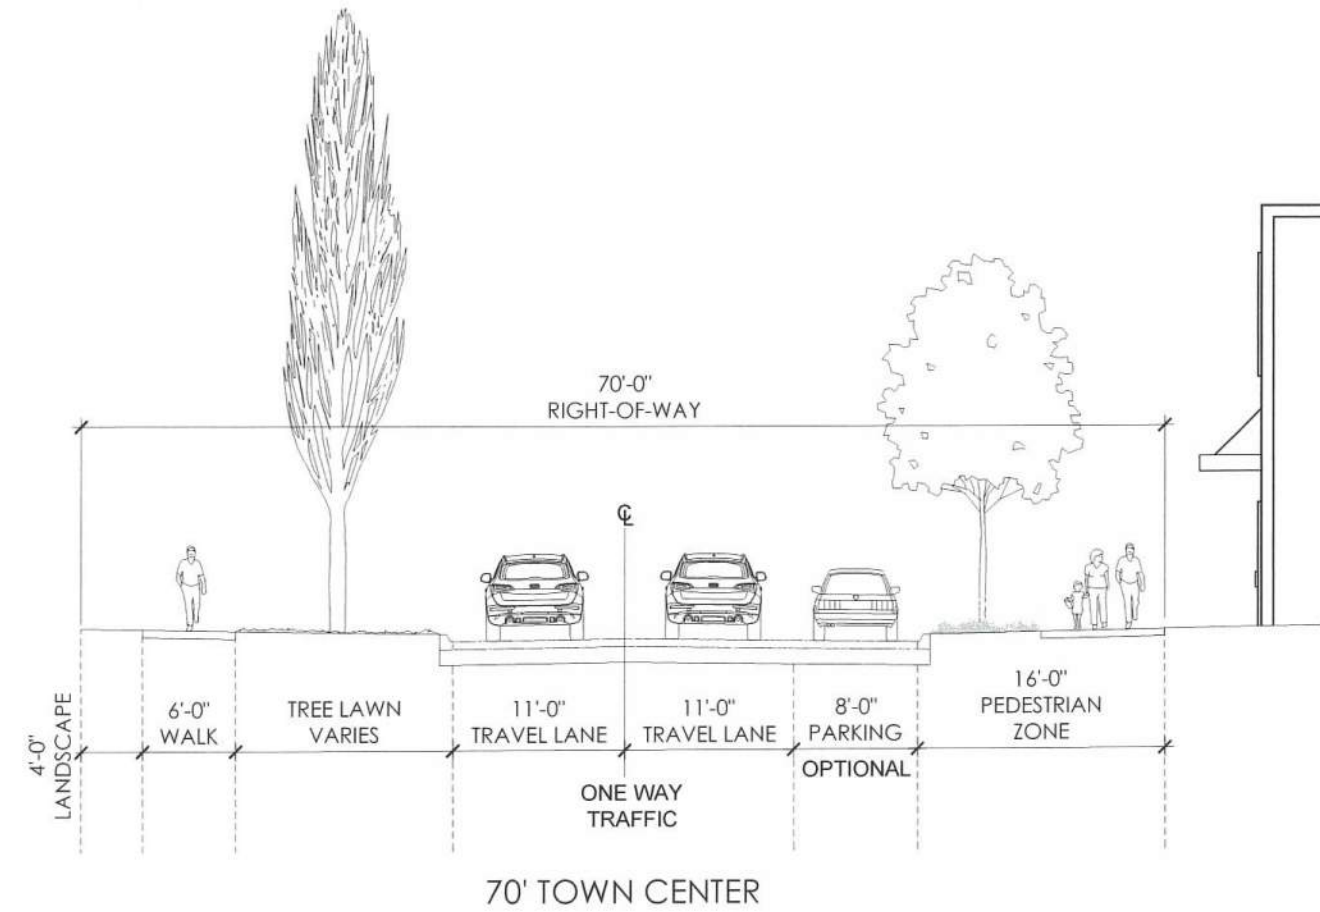 70'-0"
RIGHT-OF-WAY
℄
4'-0"
LANDSCAPE
6'-0"
WALK
TREE LAWN
VARIES
11'-0"
TRAVEL LANE
11'-0"
TRAVEL LANE
8'-0"
PARKING
OPTIONAL
16'-0"
PEDESTRIAN
ZONE
ONE WAY
TRAFFIC
70' TOWN CENTER